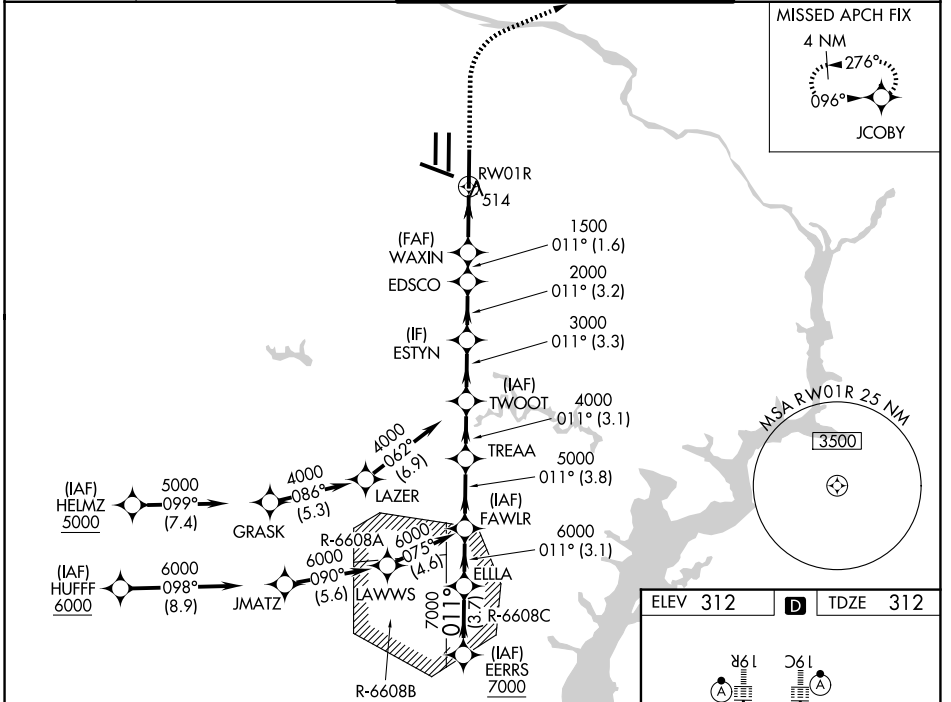 MISSED APCH FIX
4 NM
276°
096°
JCOBY
RW01R
514
(FAF)
WAXIN
1500
011° (1.6)
EDSCO
2000
011° (3.2)
(IF)
ESTYN
3000
011° (3.3)
(IAF)
TWOOT
4000
011° (3.1)
TREAA
5000
011° (3.8)
MSA RW01R 25 NM
3500
4000
062°
(6.9)
LAZER
4000
086°
(5.3)
GRASK
(IAF)
HELMZ
5000
5000
099°
(7.4)
(IAF)
FAWLR
6000
011° (3.1)
R-6608A
6000
075°
(4.6)
LAWWS
6000
090°
(5.6)
JMATZ
(IAF)
HUFFF
6000
6000
098°
(8.9)
ELLLA
7000
011°
(3.7)
R-6608C
R-6608B
(IAF)
EERRS
7000
ELEV 312 D TDZE 312
19R
19C
A
A